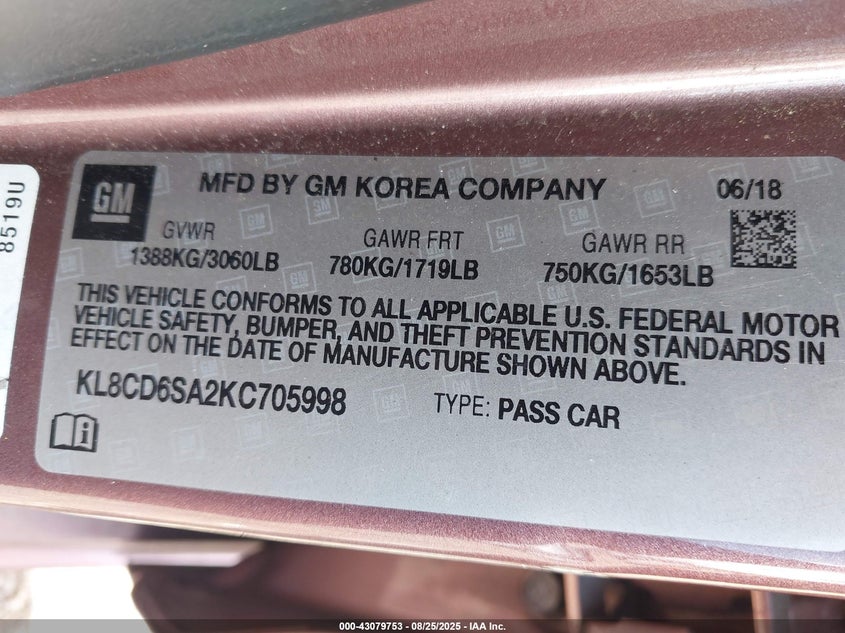 8519U
GM
MFD BY GM KOREA COMPANY 06/18
GVWR GAWR FRT GAWR RR
1388KG/3060LB 780KG/1719LB 750KG/1653LB
THIS VEHICLE CONFORMS TO ALL APPLICABLE U.S. FEDERAL MOTOR
VEHICLE SAFETY, BUMPER, AND THEFT PREVENTION STANDARDS IN
EFFECT ON THE DATE OF MANUFACTURE SHOWN ABOVE.
KL8CD6SA2KC705998 TYPE: PASS CAR
000-43079753 - 08/25/2025 - IAA Inc.